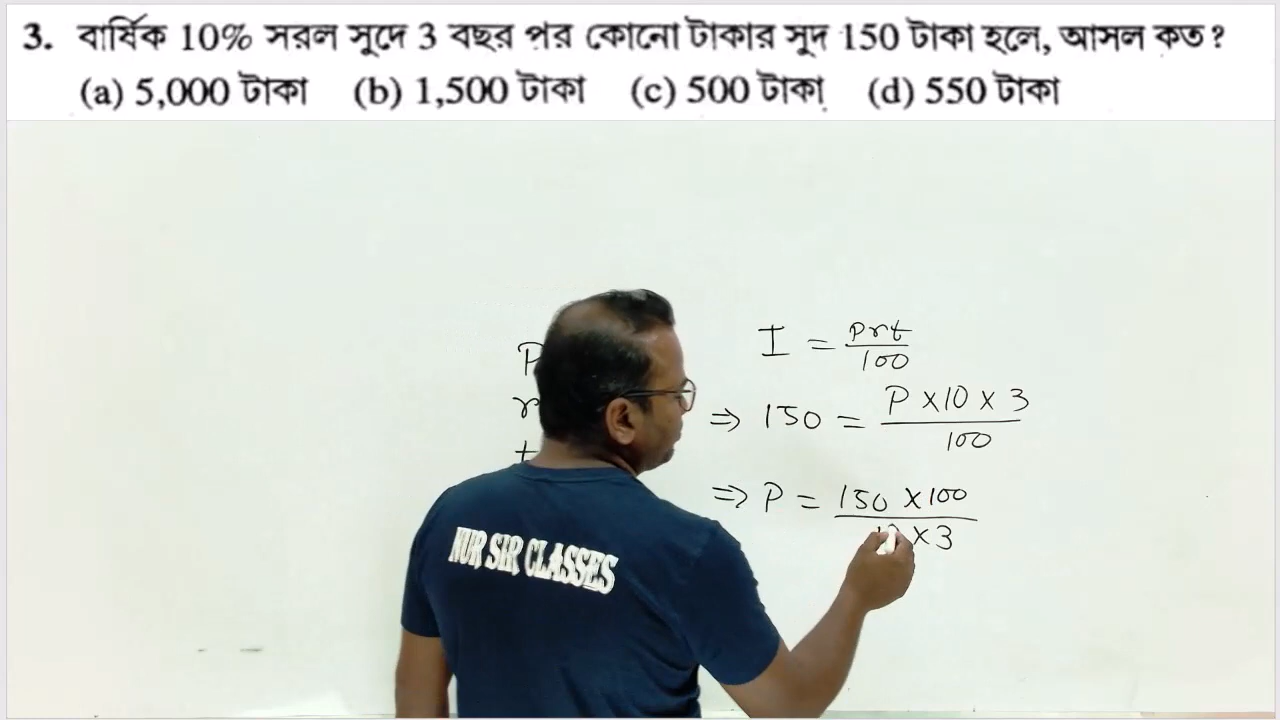 3. বার্ষিক 10% সরল সুদে 3 বছর পর কোনো টাকার সুদ 150 টাকা হলে, আসল কত ?
(a) 5,000 টাকা (b) 1,500 টাকা (c) 500 টাকা (d) 550 টাকা
I = prt
100
P
r
⇒ 150 = P × 10 × 3
100
t
⇒ P = 150 × 100
× 3
NUR SIR CLASSES